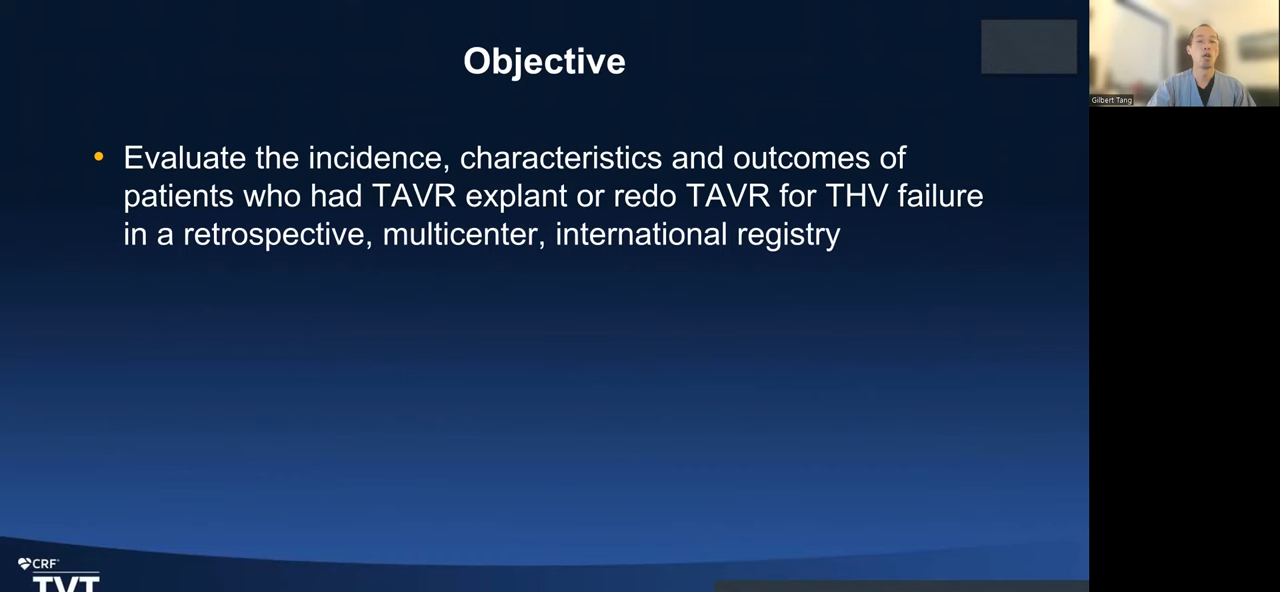 Objective
• Evaluate the incidence, characteristics and outcomes of
patients who had TAVR explant or redo TAVR for THV failure
in a retrospective, multicenter, international registry
Gilbert Tang
CRF
TVT